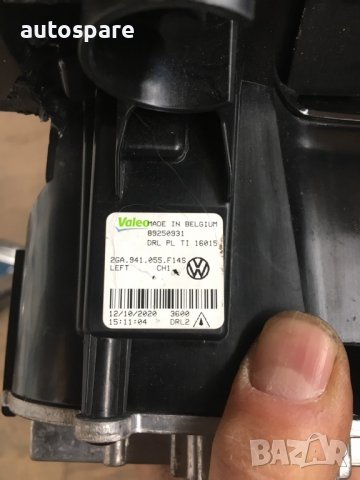 autospare
Valeo MADE IN BELGIUM
89250931
DRL PL TI 16015
2GA.941.055.F14S
LEFT CH1
12/10/2020 3600
15:11:04 DRL2
BAZAR